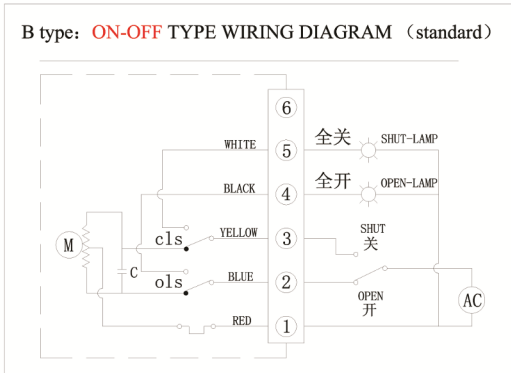 B type: ON-OFF TYPE WIRING DIAGRAM （standard）
6
WHITE 5 全关 SHUT-LAMP
BLACK 4 全开 OPEN-LAMP
cls YELLOW 3 SHUT
关
M
C
ols BLUE 2
OPEN
开
AC
RED 1